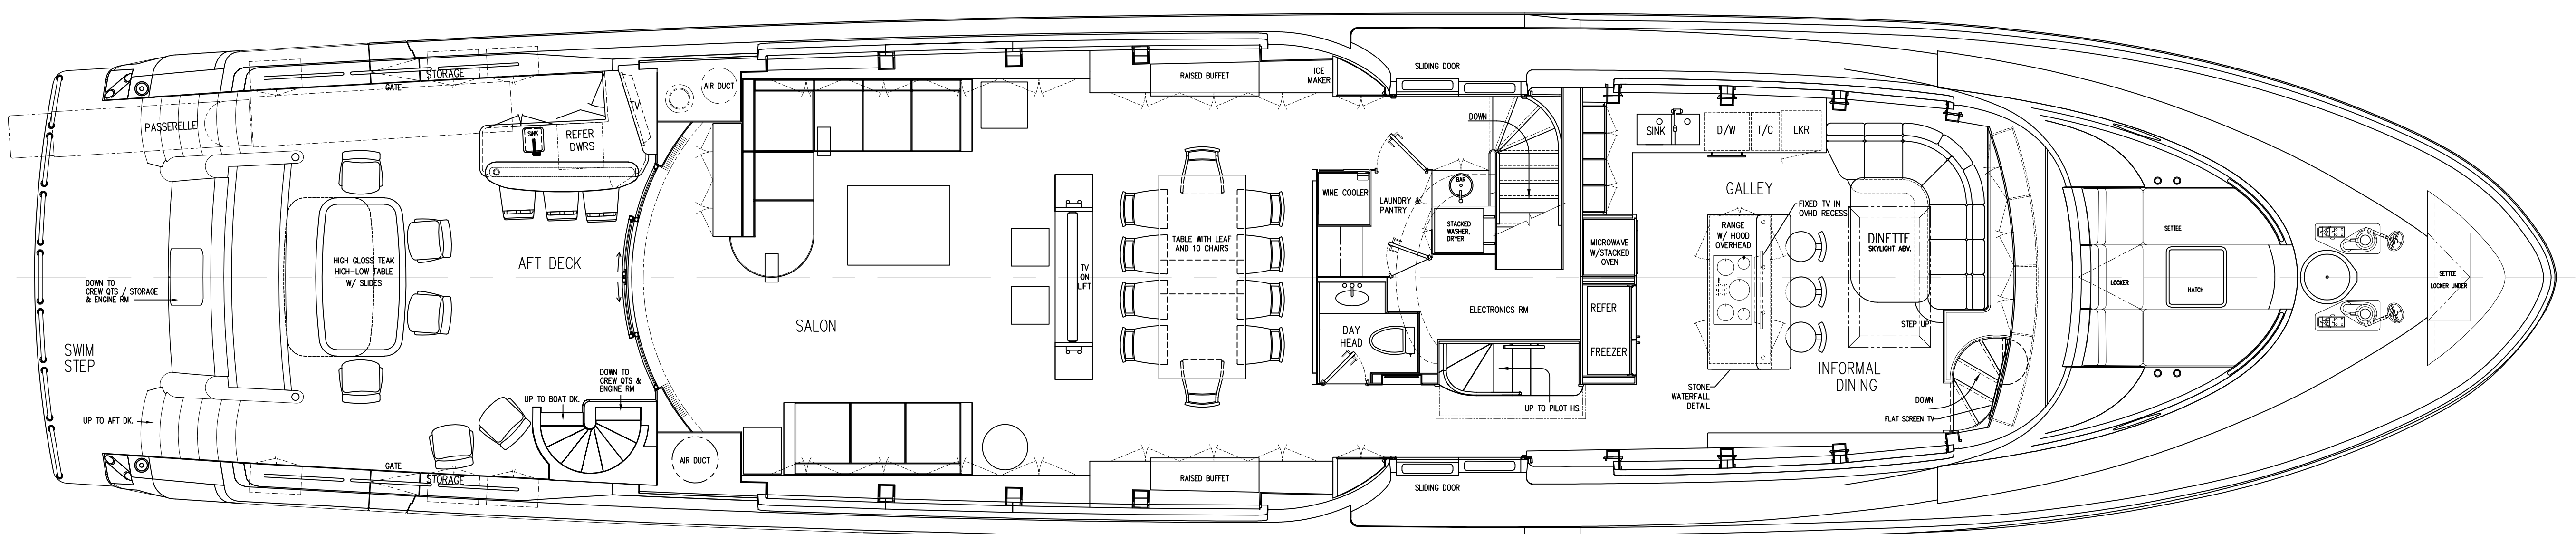 STORAGE
GATE
PASSERELLE
SINK
REFER
DWRS
TV
AIR DUCT
RAISED BUFFET
ICE
MAKER
SLIDING DOOR
DOWN
WINE COOLER
LAUNDRY &
PANTRY
BAR
STACKED
WASHER,
DRYER
MICROWAVE
W/STACKED
OVEN
SINK
D/W
T/C
LKR
GALLEY
FIXED TV IN
OVHD RECESS
RANGE
W/ HOOD
OVERHEAD
DINETTE
SKYLIGHT ABV.
SETTEE
LOCKER
HATCH
SETTEE
LOCKER UNDER
HIGH GLOSS TEAK
HIGH-LOW TABLE
W/ SLIDES
AFT DECK
DOWN TO
CREW QTS / STORAGE
& ENGINE RM
SWIM
STEP
SALON
TV
ON
LIFT
TABLE WITH LEAF
AND 10 CHAIRS
ELECTRONICS RM
DAY
HEAD
REFER
FREEZER
STEP UP
INFORMAL
DINING
STONE
WATERFALL
DETAIL
UP TO PILOT HS.
DOWN
FLAT SCREEN TV
DOWN TO
CREW QTS &
ENGINE RM
UP TO BOAT DK.
UP TO AFT DK.
GATE
STORAGE
AIR DUCT
RAISED BUFFET
SLIDING DOOR